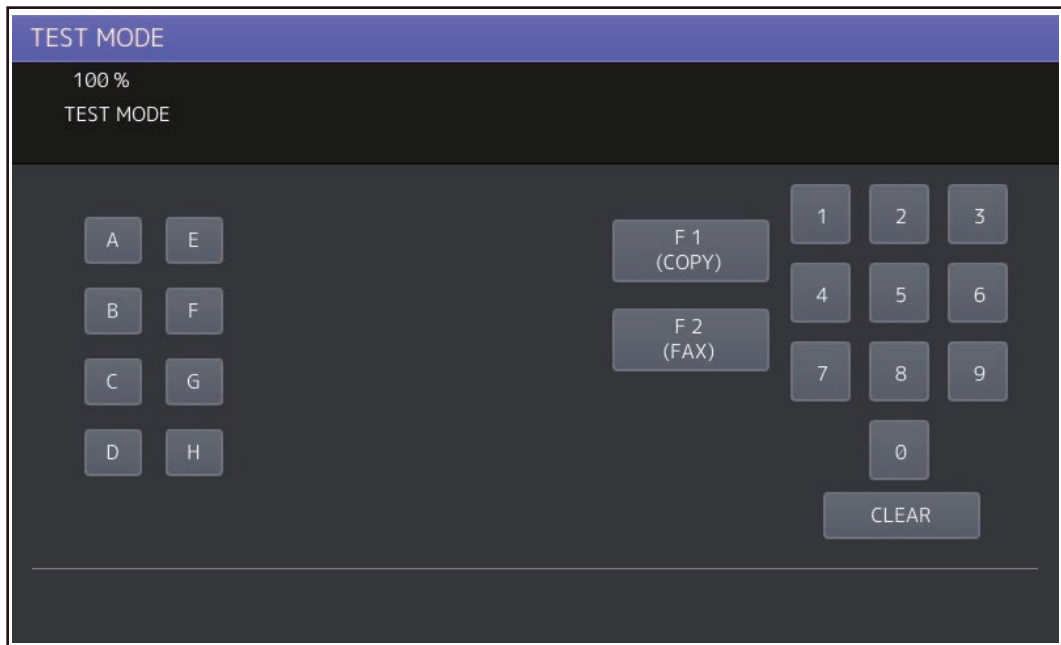 TEST MODE
100 %
TEST MODE
A E
B F
C G
D H
F 1
(COPY)
F 2
(FAX)
1 2 3
4 5 6
7 8 9
0
CLEAR